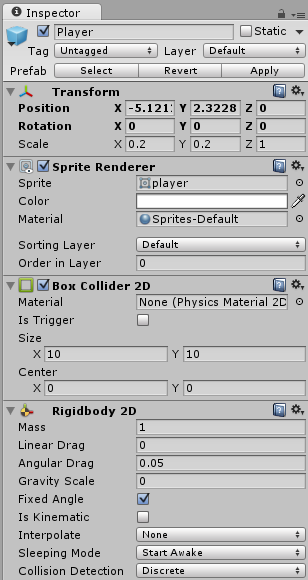 Inspector
Player Static
Tag Untagged Layer Default
Prefab Select Revert Apply
Transform
Position X -5.121 Y 2.3228 Z 0
Rotation X 0 Y 0 Z 0
Scale X 0.2 Y 0.2 Z 1
Sprite Renderer
Sprite player
Color
Material Sprites-Default
Sorting Layer Default
Order in Layer 0
Box Collider 2D
Material None (Physics Material 2D
Is Trigger
Size
X 10 Y 10
Center
X 0 Y 0
Rigidbody 2D
Mass 1
Linear Drag 0
Angular Drag 0.05
Gravity Scale 0
Fixed Angle
Is Kinematic
Interpolate None
Sleeping Mode Start Awake
Collision Detection Discrete